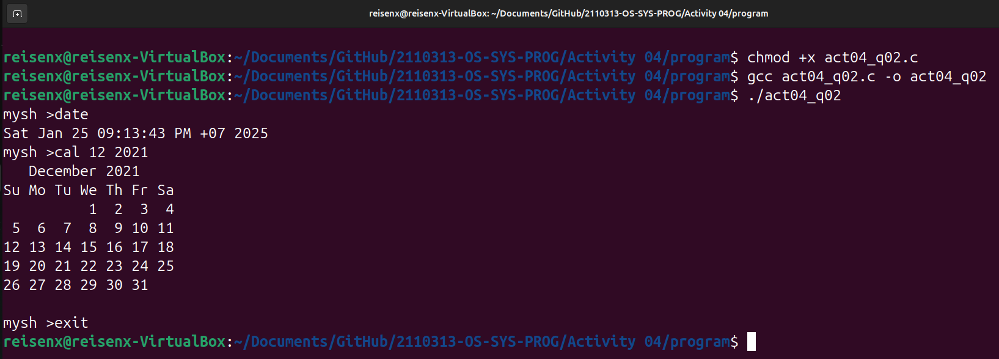 reisenx@reisenx-VirtualBox: ~/Documents/GitHub/2110313-OS-SYS-PROG/Activity 04/program
reisenx@reisenx-VirtualBox:~/Documents/GitHub/2110313-OS-SYS-PROG/Activity 04/program$ chmod +x act04_q02.c
reisenx@reisenx-VirtualBox:~/Documents/GitHub/2110313-OS-SYS-PROG/Activity 04/program$ gcc act04_q02.c -o act04_q02
reisenx@reisenx-VirtualBox:~/Documents/GitHub/2110313-OS-SYS-PROG/Activity 04/program$ ./act04_q02
mysh >date
Sat Jan 25 09:13:43 PM +07 2025
mysh >cal 12 2021
   December 2021
Su Mo Tu We Th Fr Sa
          1  2  3  4
 5  6  7  8  9 10 11
12 13 14 15 16 17 18
19 20 21 22 23 24 25
26 27 28 29 30 31
mysh >exit
reisenx@reisenx-VirtualBox:~/Documents/GitHub/2110313-OS-SYS-PROG/Activity 04/program$